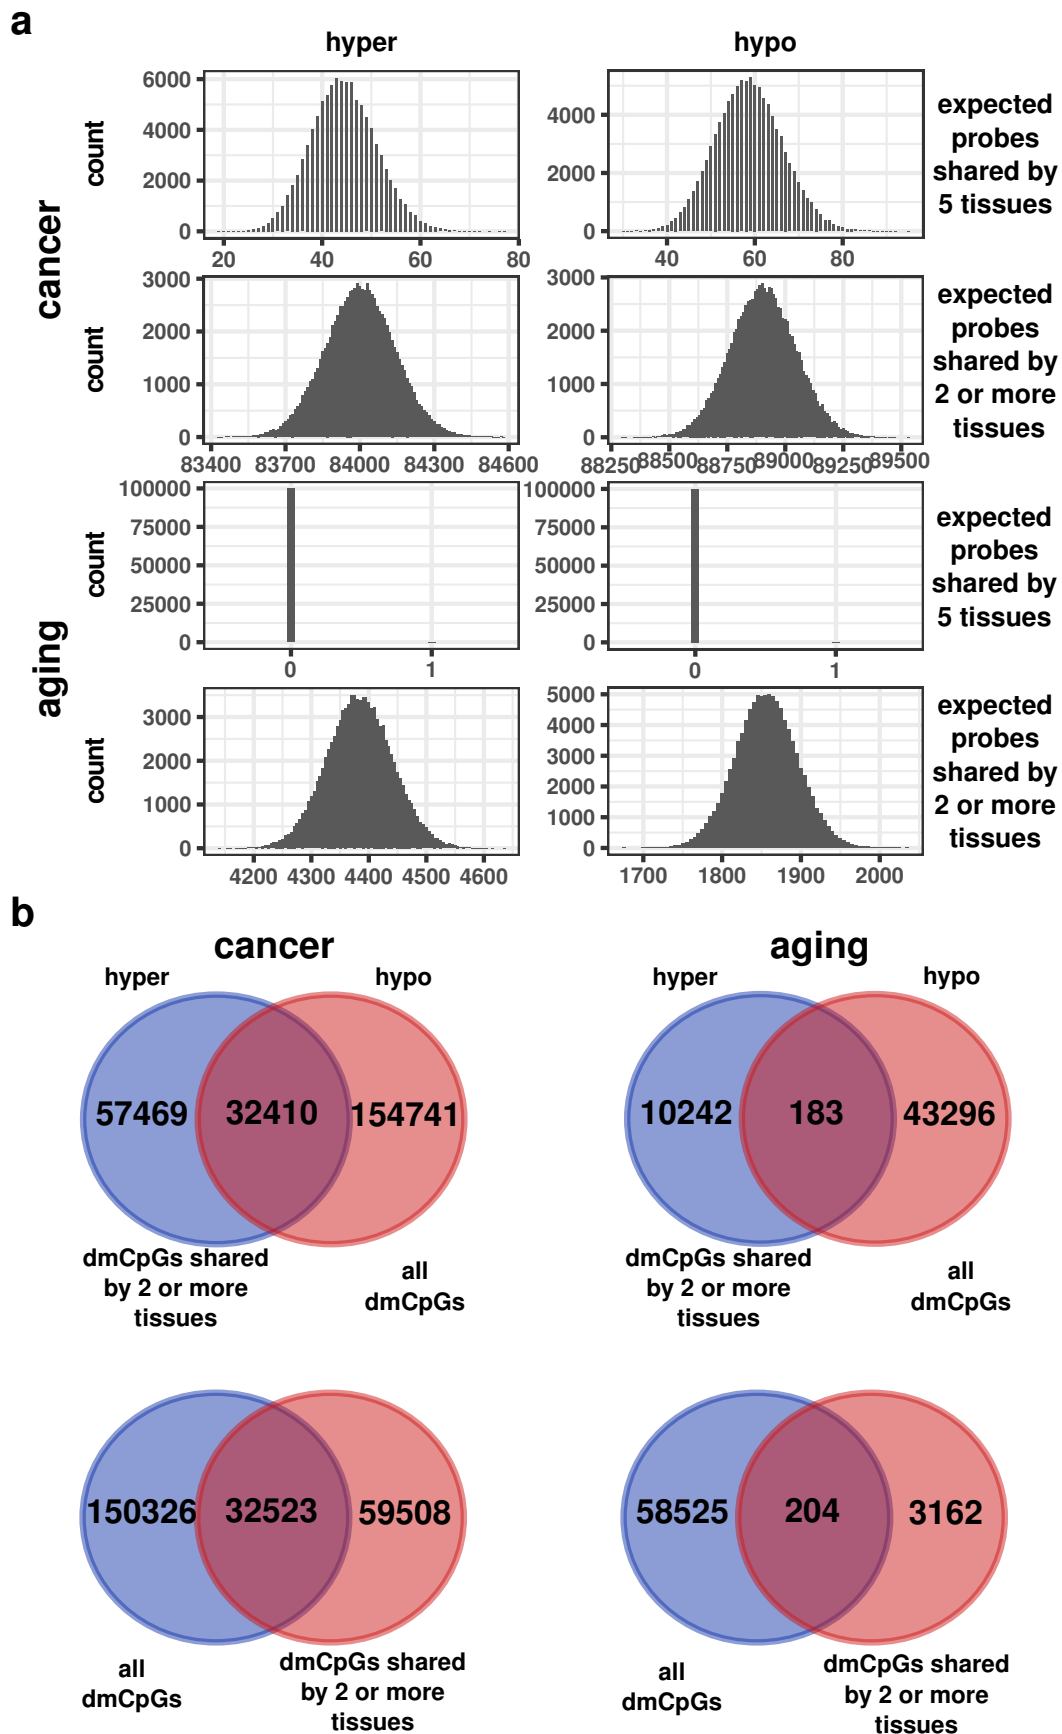 a
hyper
hypo
cancer
count
6000
4000
2000
0
20 40 60 80
4000
2000
0
40 60 80
expected
probes
shared by
5 tissues
count
3000
2000
1000
0
83400 83700 84000 84300 84600
3000
2000
1000
0
88250 88500 88750 89000 89250 89500
expected
probes
shared by
2 or more
tissues
aging
count
100000
75000
50000
25000
0
0 1
100000
75000
50000
25000
0
0 1
expected
probes
shared by
5 tissues
count
3000
2000
1000
0
4200 4300 4400 4500 4600
5000
4000
3000
2000
1000
0
1700 1800 1900 2000
expected
probes
shared by
2 or more
tissues
b
cancer
hyper
hypo
57469 32410 154741
dmCpGs shared
by 2 or more
tissues
all
dmCpGs
aging
hyper
hypo
10242 183 43296
dmCpGs shared
by 2 or more
tissues
all
dmCpGs
150326 32523 59508
all
dmCpGs
dmCpGs shared
by 2 or more
tissues
58525 204 3162
all
dmCpGs
dmCpGs shared
by 2 or more
tissues